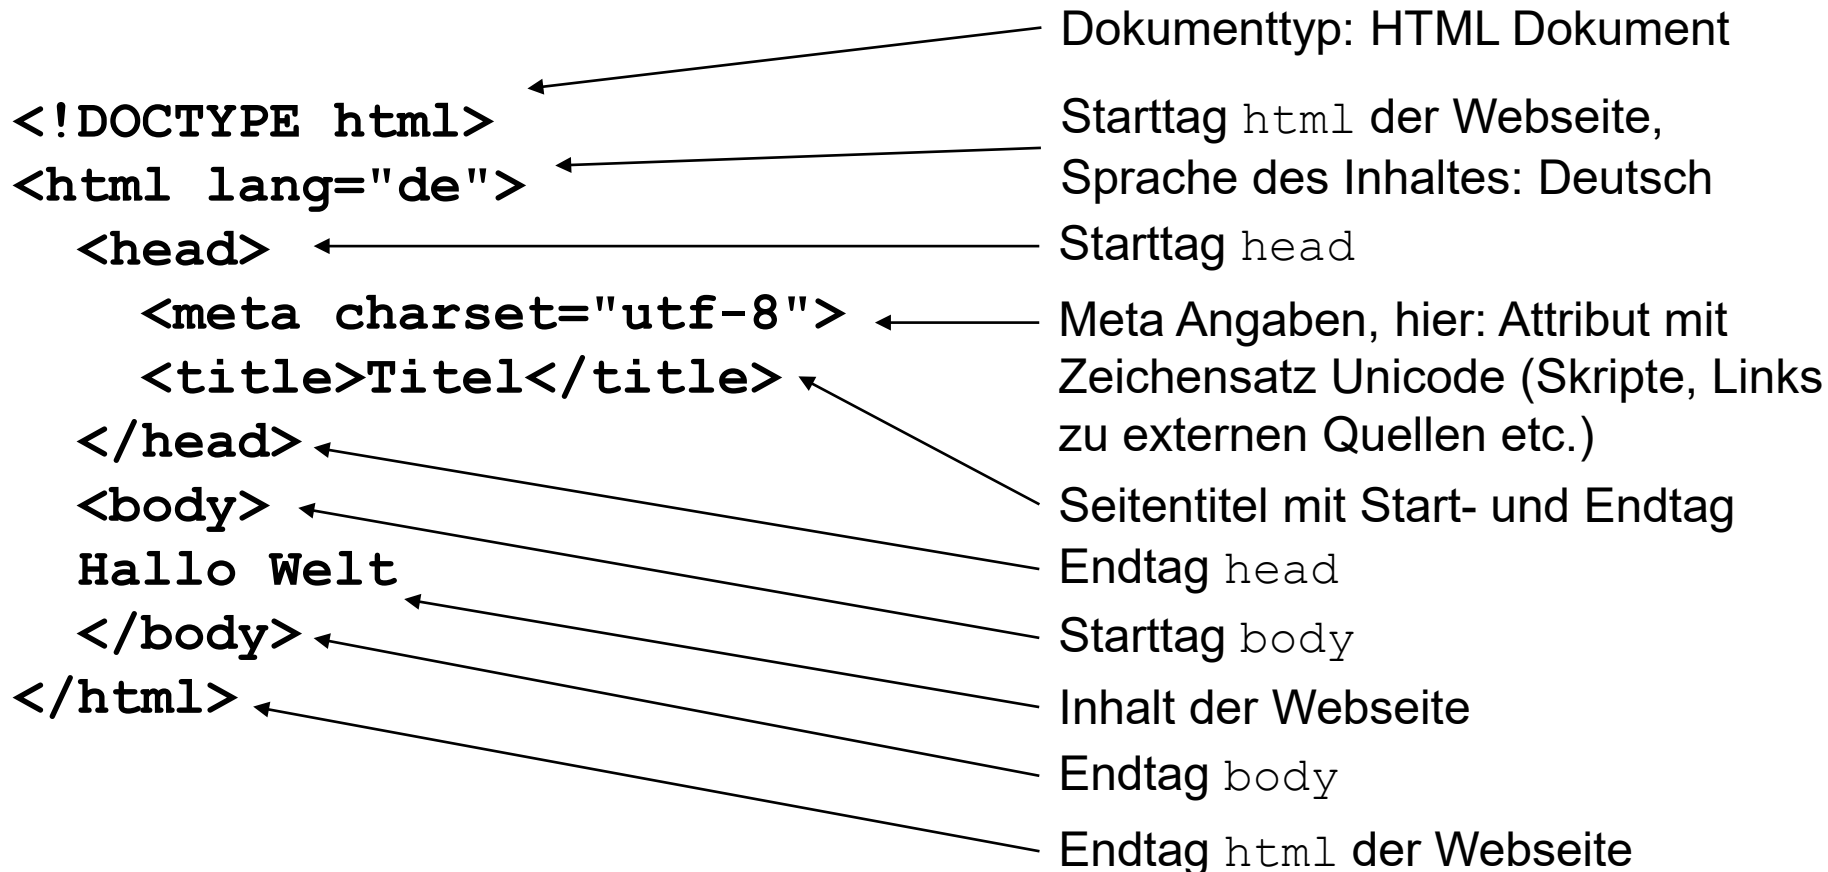 Dokumenttyp: HTML Dokument
<!DOCTYPE html>
Starttag html der Webseite,
<html lang="de">
Sprache des Inhaltes: Deutsch
<head>
Starttag head
<meta charset="utf-8">
Meta Angaben, hier: Attribut mit
<title>Titel</title>
Zeichensatz Unicode (Skripte, Links
</head>
zu externen Quellen etc.)
<body>
Seitentitel mit Start- und Endtag
Hallo Welt
Endtag head
</body>
Starttag body
</html>
Inhalt der Webseite
Endtag body
Endtag html der Webseite